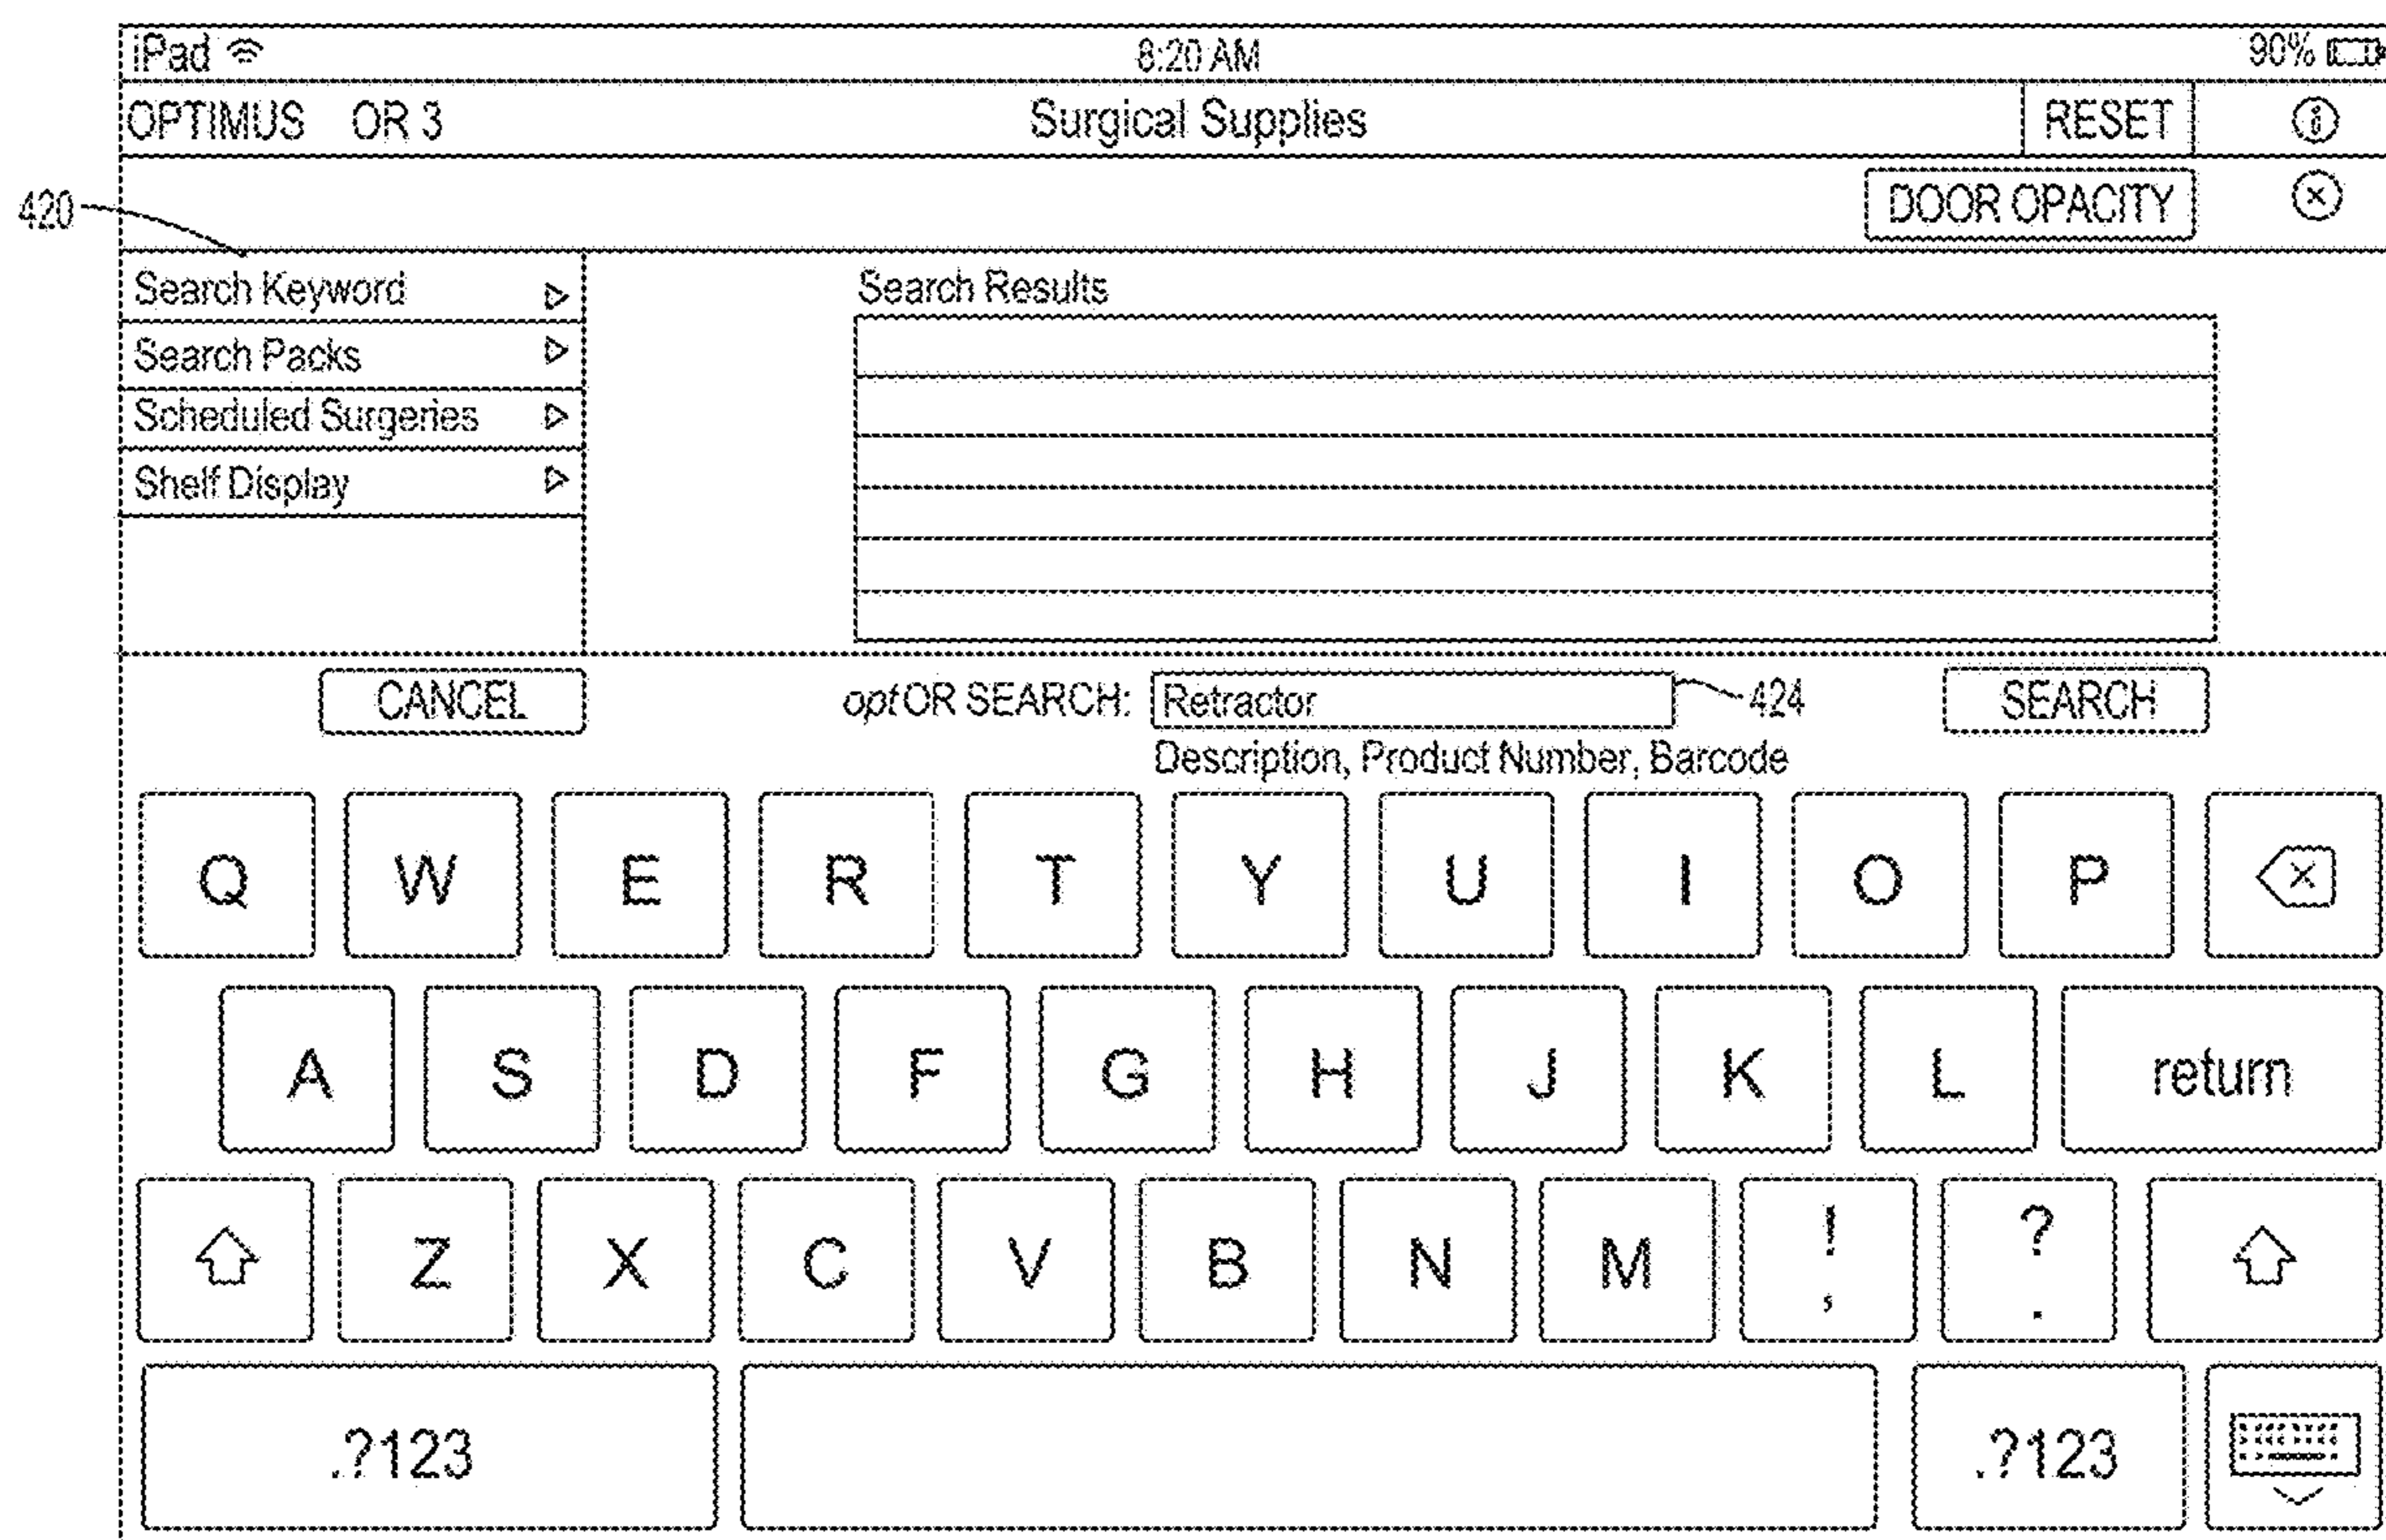 iPad 8:20 AM 90%
OPTIMUS OR 3 Surgical Supplies RESET i
420 DOOR OPACITY
Search Keyword Search Results
Search Packs
Scheduled Surgeries
Shelf Display
CANCEL optOR SEARCH: Retractor 424 SEARCH
Description, Product Number, Barcode
Q W E R T Y U I O P
A S D F G H J K L return
Z X C V B N M ! ?
, .
.?123 .?123